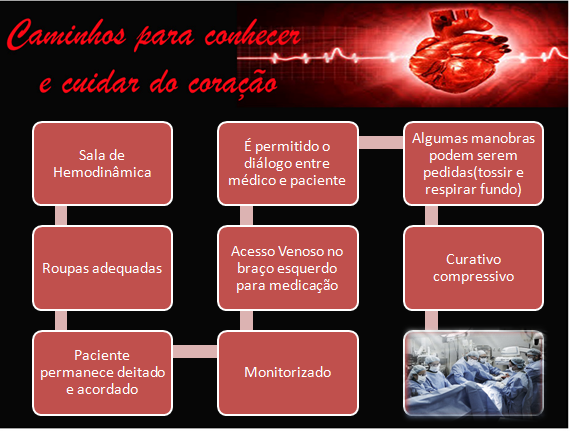 Caminhos para conhecer
e cuidar do coração
Sala de
Hemodinâmica
Roupas adequadas
Paciente
permanece deitado
e acordado
Monitorizado
Acesso Venoso no
braço esquerdo
para medicação
É permitido o
diálogo entre
médico e paciente
Algumas manobras
podem serem
pedidas(tossir e
respirar fundo)
Curativo
compressivo